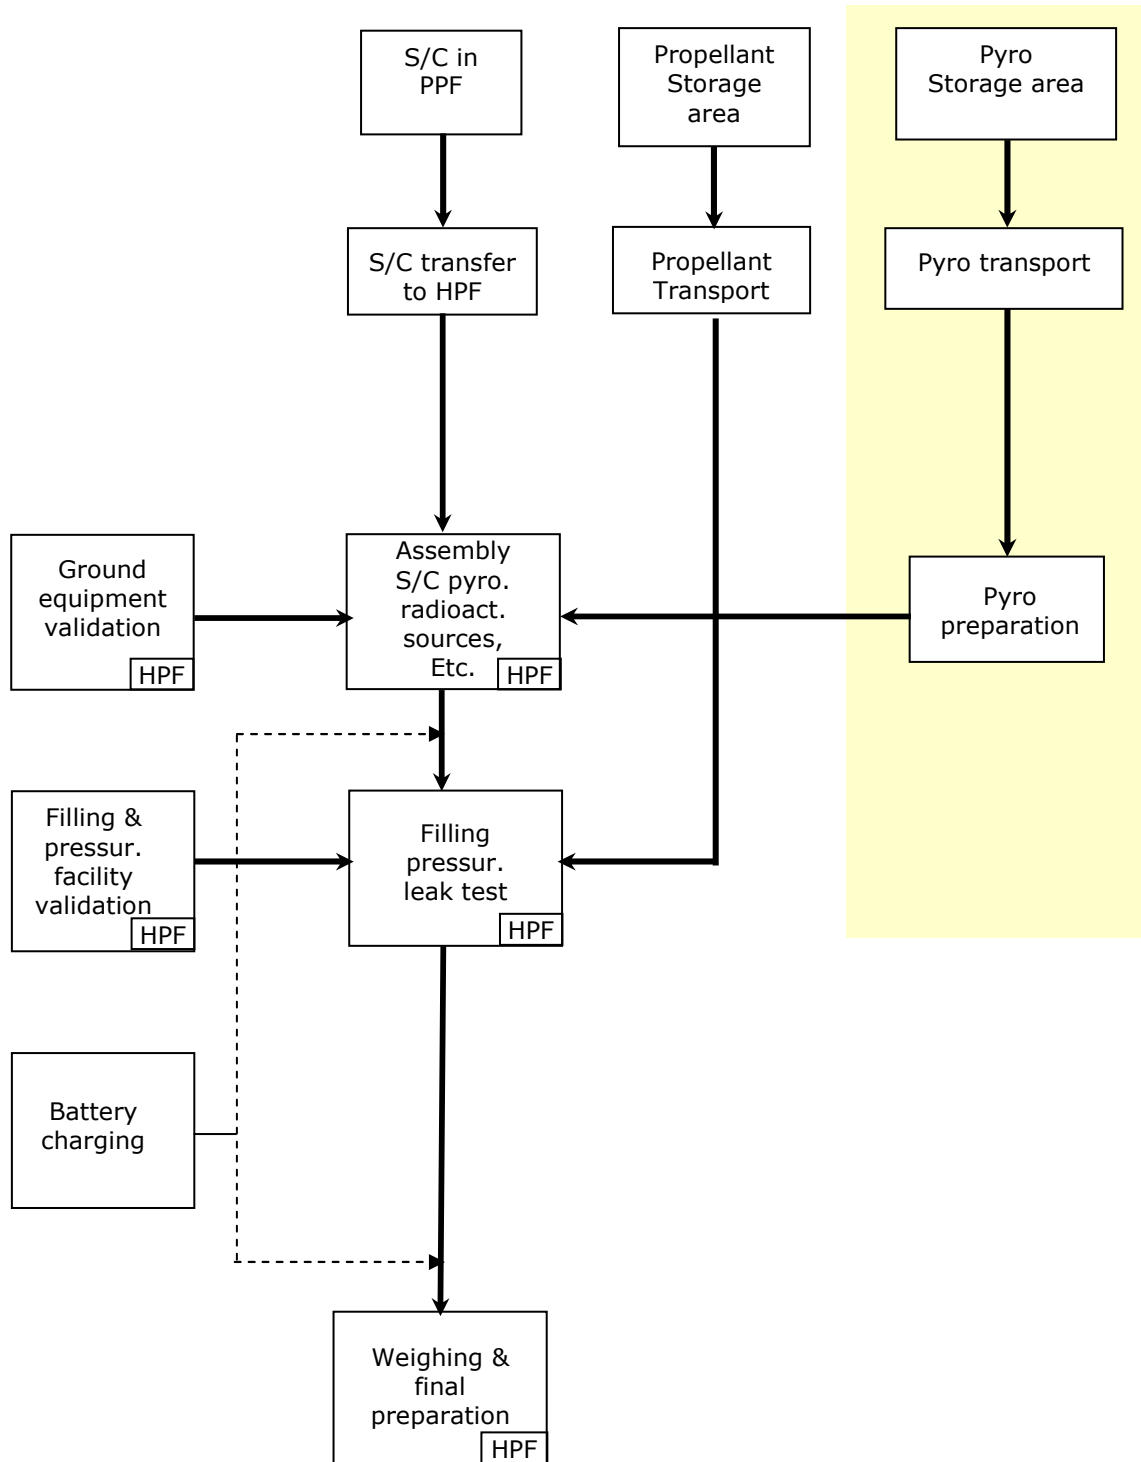 S/C in
PPF
Propellant
Storage
area
Pyro
Storage area
S/C transfer
to HPF
Propellant
Transport
Pyro transport
Ground
equipment
validation
HPF
Assembly
S/C pyro.
radioact.
sources,
Etc.
HPF
Pyro
preparation
Filling &
pressur.
facility
validation
HPF
Filling
pressur.
leak test
HPF
Battery
charging
Weighing &
final
preparation
HPF